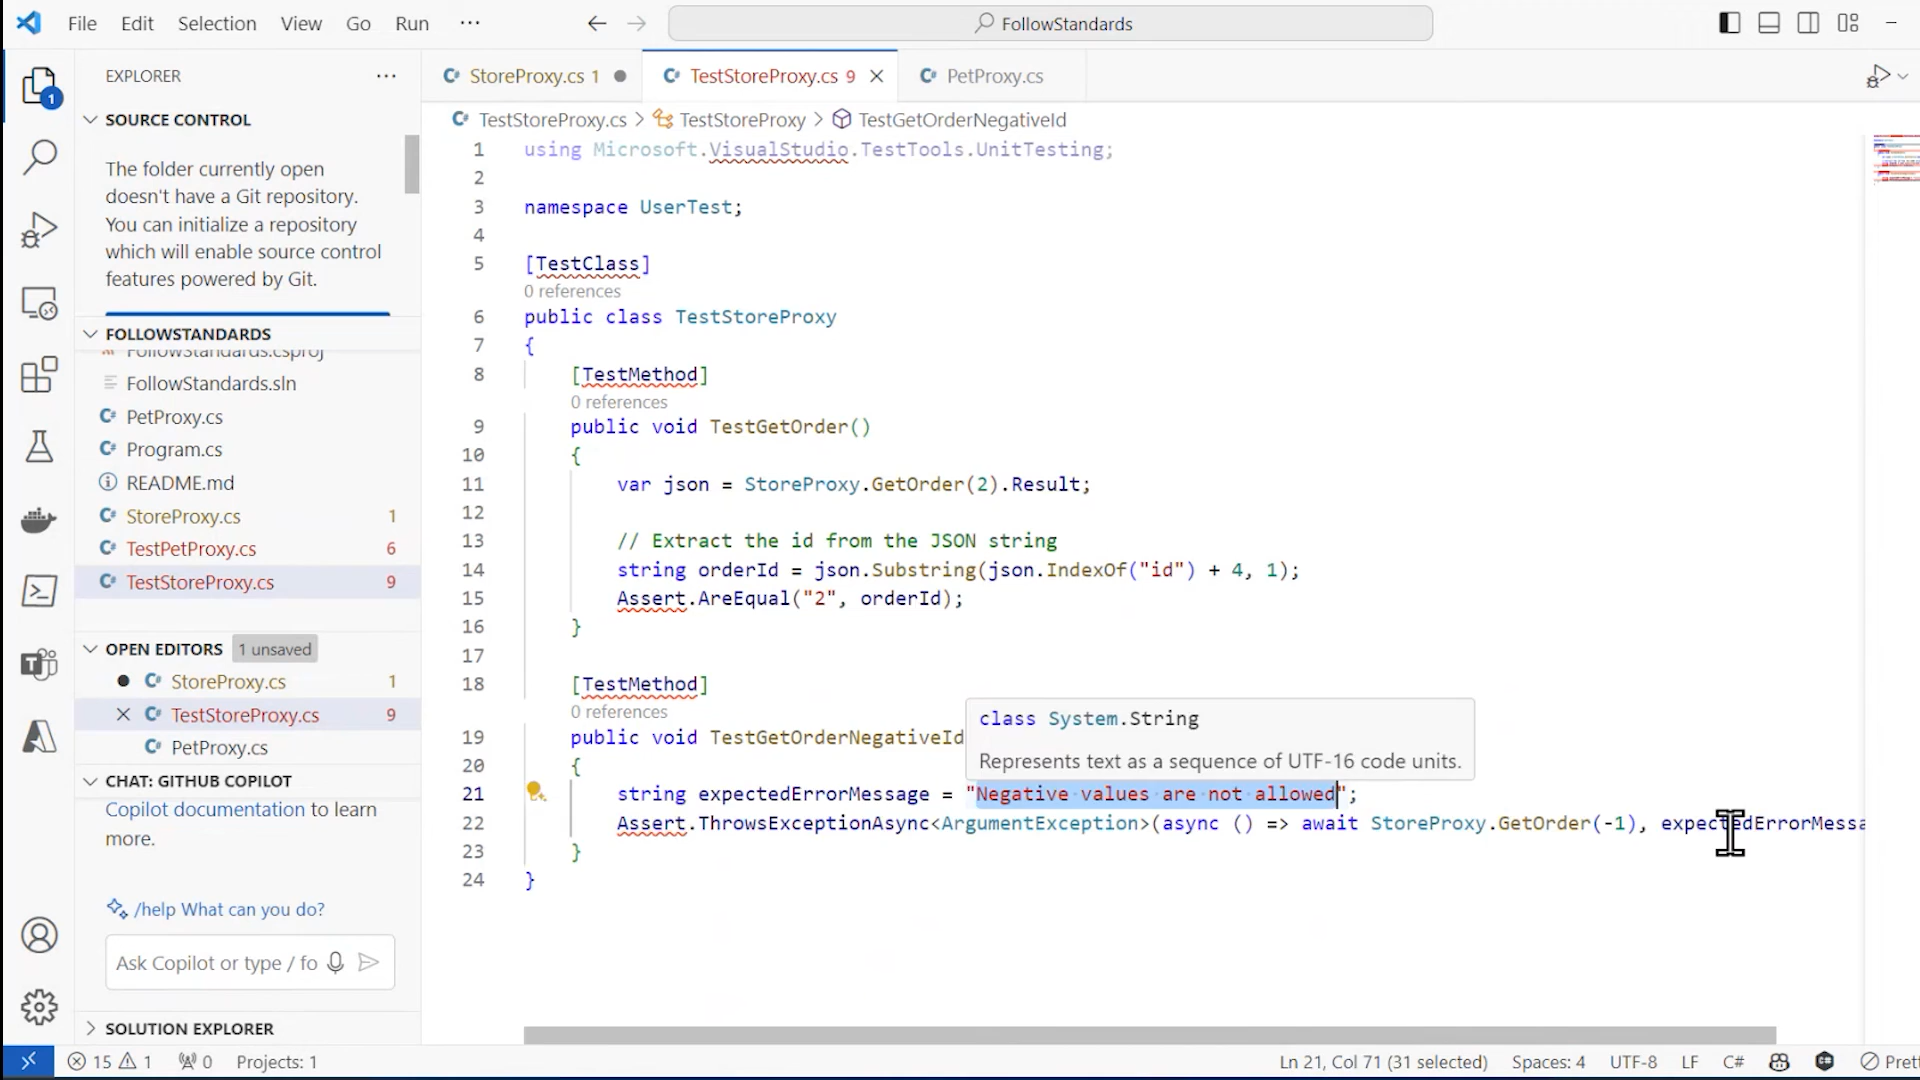 File Edit Selection View Go Run ···
FollowStandards
EXPLORER ···
SOURCE CONTROL
The folder currently open
doesn't have a Git repository.
You can initialize a repository
which will enable source control
features powered by Git.
FOLLOWSTANDARDS
FollowStandards.csproj
FollowStandards.sln
PetProxy.cs
Program.cs
README.md
StoreProxy.cs 1
TestPetProxy.cs 6
TestStoreProxy.cs 9
OPEN EDITORS 1 unsaved
StoreProxy.cs 1
TestStoreProxy.cs 9
PetProxy.cs
CHAT: GITHUB COPILOT
Copilot documentation to learn
more.
/help What can you do?
Ask Copilot or type / fo
SOLUTION EXPLORER
1
StoreProxy.cs 1
TestStoreProxy.cs 9
PetProxy.cs
TestStoreProxy.cs > TestStoreProxy > TestGetOrderNegativeId
1 using Microsoft.VisualStudio.TestTools.UnitTesting;
2
3 namespace UserTest;
4
5 [TestClass]
0 references
6 public class TestStoreProxy
7 {
8 [TestMethod]
0 references
9 public void TestGetOrder()
10 {
11 var json = StoreProxy.GetOrder(2).Result;
12
13 // Extract the id from the JSON string
14 string orderId = json.Substring(json.IndexOf("id") + 4, 1);
15 Assert.AreEqual("2", orderId);
16 }
17
18 [TestMethod]
0 references
19 public void TestGetOrderNegativeId
class System.String
Represents text as a sequence of UTF-16 code units.
20 {
21 string expectedErrorMessage = "Negative values are not allowed";
22 Assert.ThrowsExceptionAsync<ArgumentException>(async () => await StoreProxy.GetOrder(-1), expectedErrorMessa
23 }
24 }
15 1 0 Projects: 1 Ln 21, Col 71 (31 selected) Spaces: 4 UTF-8 LF C# Prett